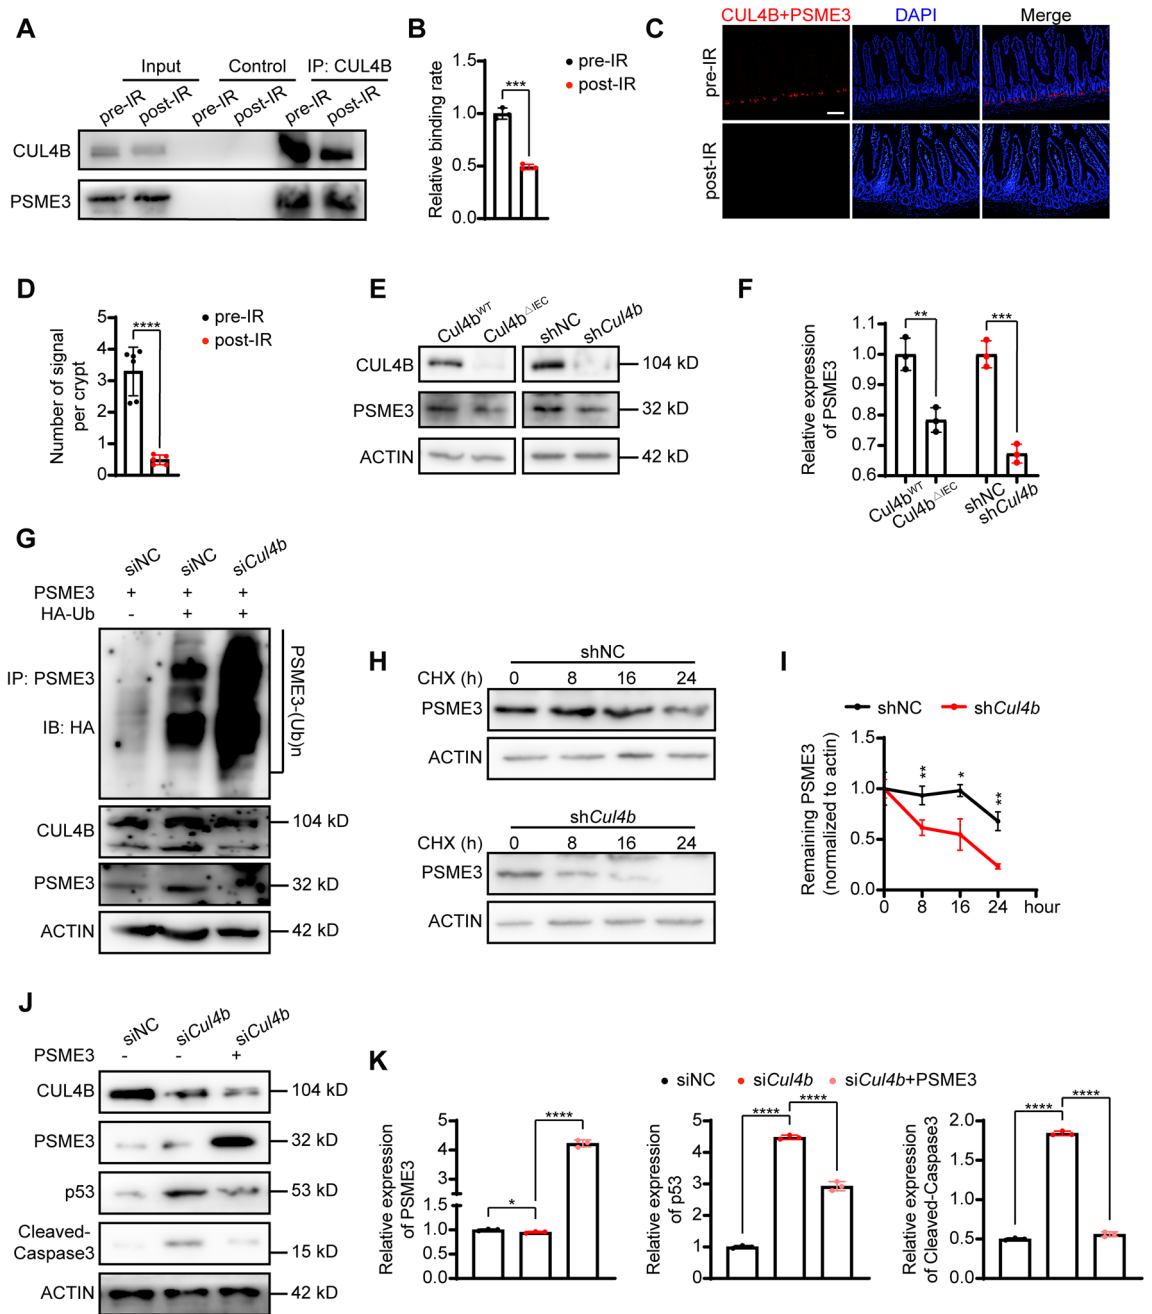 A
Input Control IP: CUL4B
pre-IR post-IR pre-IR post-IR pre-IR post-IR
CUL4B
PSME3
B
pre-IR
post-IR
Relative binding rate
1.5
1.0
0.5
0.0
***
C
CUL4B+PSME3 DAPI Merge
pre-IR
post-IR
D
pre-IR
post-IR
Number of signal
per crypt
5
4
3
2
1
0
****
E
Cul4b^WT Cul4b^△IEC shNC shCul4b
CUL4B 104 kD
PSME3 32 kD
ACTIN 42 kD
F
Relative expression
of PSME3
1.1
1.0
0.9
0.8
0.7
0.6
** ***
Cul4b^WT Cul4b^△IEC shNC shCul4b
G
siNC siNC siCul4b
PSME3 + + +
HA-Ub - + +
IP: PSME3
IB: HA
PSME3-(Ub)n
CUL4B 104 kD
PSME3 32 kD
ACTIN 42 kD
H
shNC
CHX (h) 0 8 16 24
PSME3
ACTIN
shCul4b
CHX (h) 0 8 16 24
PSME3
ACTIN
I
shNC shCul4b
Remaining PSME3
(normalized to actin)
1.5
1.0
0.5
0.0
** * **
0 8 16 24 hour
J
siNC siCul4b siCul4b
PSME3 - - +
CUL4B 104 kD
PSME3 32 kD
p53 53 kD
Cleaved-
Caspase3 15 kD
ACTIN 42 kD
K
siNC siCul4b siCul4b+PSME3
Relative expression
of PSME3
5
4
3
2
1.5
1.0
0.5
0.0
* ****
Relative expression
of p53
5
4
3
2
1
0
**** ****
Relative expression
of Cleaved-Caspase3
2.0
1.5
1.0
0.5
0.0
**** ****